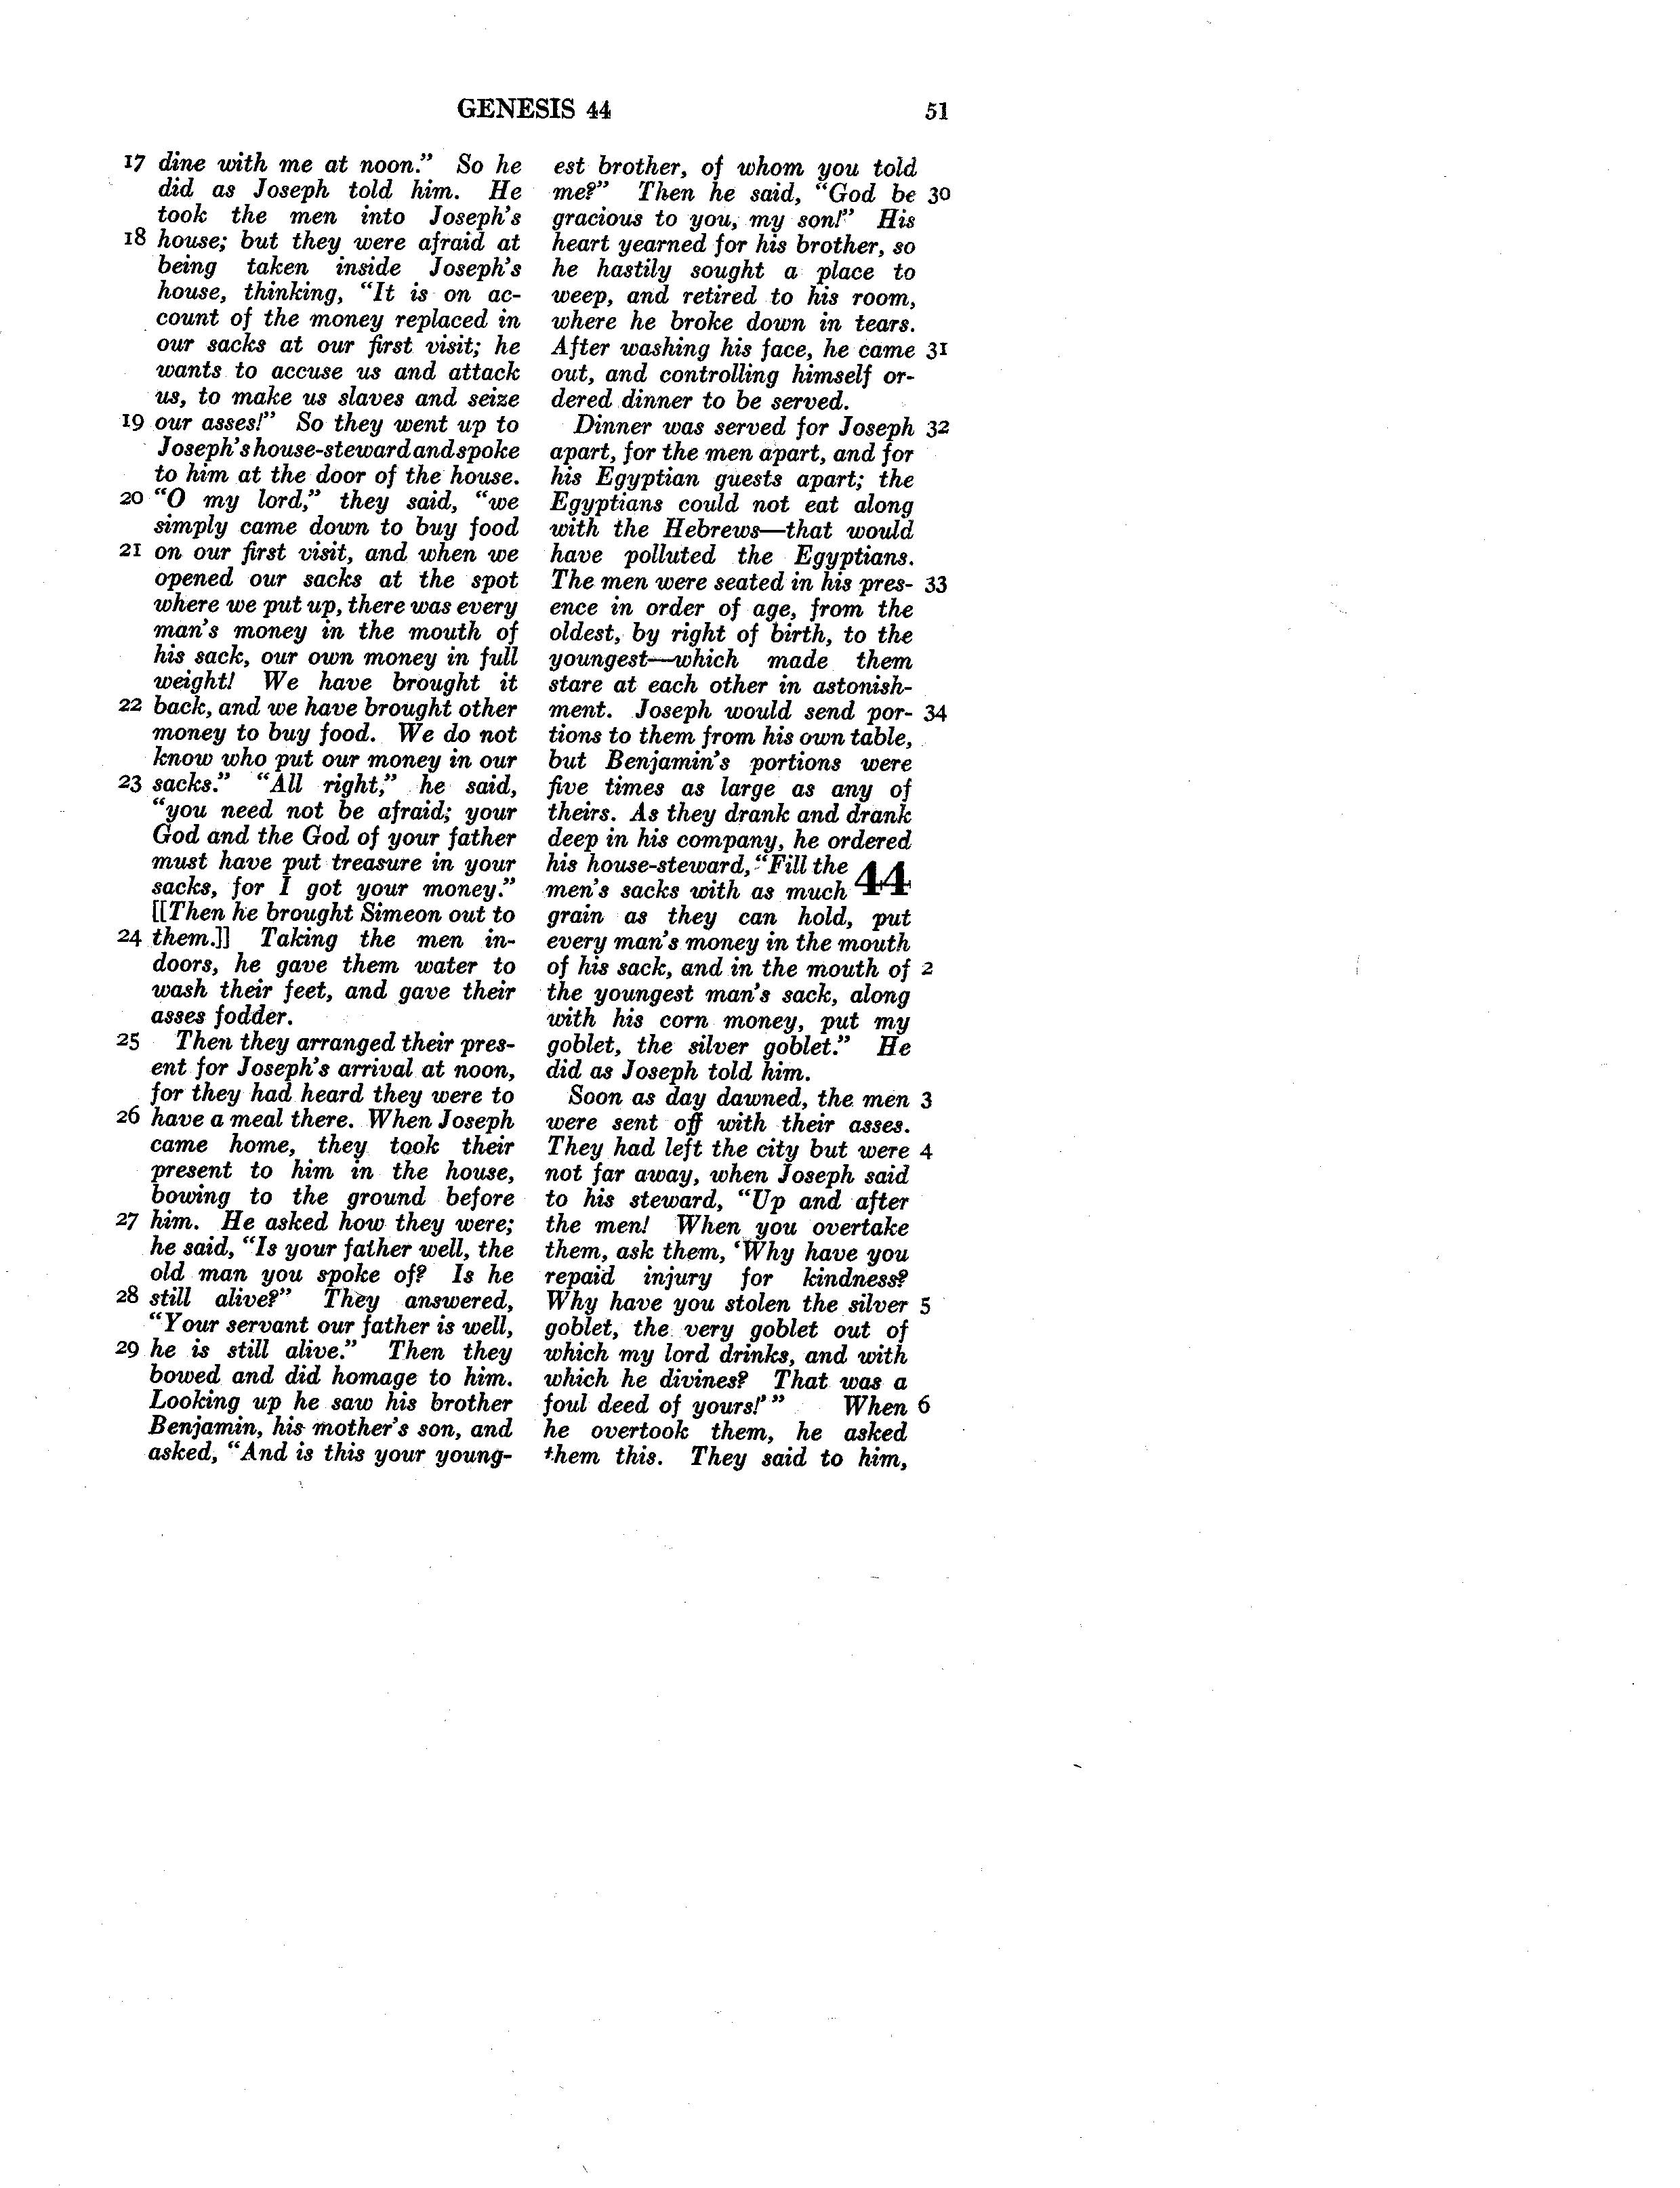 GENESIS 44
51
17 dine with me at noon.” So he
did as Joseph told him. He
took the men into Joseph's
18 house; but they were afraid at
being taken inside Joseph's
house, thinking, “It is on ac-
count of the money replaced in
our sacks at our first visit; he
wants to accuse us and attack
us, to make us slaves and seize
19 our asses!” So they went up to
Joseph's house-steward and spoke
to him at the door of the house.
20 “O my lord,” they said, “we
simply came down to buy food
21 on our first visit, and when we
opened our sacks at the spot
where we put up, there was every
man's money in the mouth of
his sack, our own money in full
weight! We have brought it
22 back, and we have brought other
money to buy food. We do not
know who put our money in our
23 sacks.” “All right,” he said,
“you need not be afraid; your
God and the God of your father
must have put treasure in your
sacks, for I got your money.”
[[Then he brought Simeon out to
24 them.]] Taking the men in-
doors, he gave them water to
wash their feet, and gave their
asses fodder.
25 Then they arranged their pres-
ent for Joseph's arrival at noon,
for they had heard they were to
26 have a meal there. When Joseph
came home, they took their
present to him in the house,
bowing to the ground before
27 him. He asked how they were;
he said, “Is your father well, the
old man you spoke of? Is he
28 still alive?” They answered,
“Your servant our father is well,
29 he is still alive.” Then they
bowed and did homage to him.
Looking up he saw his brother
Benjamin, his mother's son, and
asked, “And is this your young-
est brother, of whom you told
me?” Then he said, “God be 30
gracious to you, my son!” His
heart yearned for his brother, so
he hastily sought a place to
weep, and retired to his room,
where he broke down in tears.
After washing his face, he came 31
out, and controlling himself or-
dered dinner to be served.
Dinner was served for Joseph 32
apart, for the men apart, and for
his Egyptian guests apart; the
Egyptians could not eat along
with the Hebrews—that would
have polluted the Egyptians.
The men were seated in his pres- 33
ence in order of age, from the
oldest, by right of birth, to the
youngest—which made them
stare at each other in astonish-
ment. Joseph would send por- 34
tions to them from his own table,
but Benjamin's portions were
five times as large as any of
theirs. As they drank and drank
deep in his company, he ordered
his house-steward, “Fill the 44
men's sacks with as much
grain as they can hold, put
every man's money in the mouth
of his sack, and in the mouth of 2
the youngest man's sack, along
with his corn money, put my
goblet, the silver goblet.” He
did as Joseph told him.
Soon as day dawned, the men 3
were sent off with their asses.
They had left the city but were 4
not far away, when Joseph said
to his steward, “Up and after
the men! When you overtake
them, ask them, ‘Why have you
repaid injury for kindness?
Why have you stolen the silver 5
goblet, the very goblet out of
which my lord drinks, and with
which he divines? That was a
foul deed of yours!’” When 6
he overtook them, he asked
them this. They said to him,